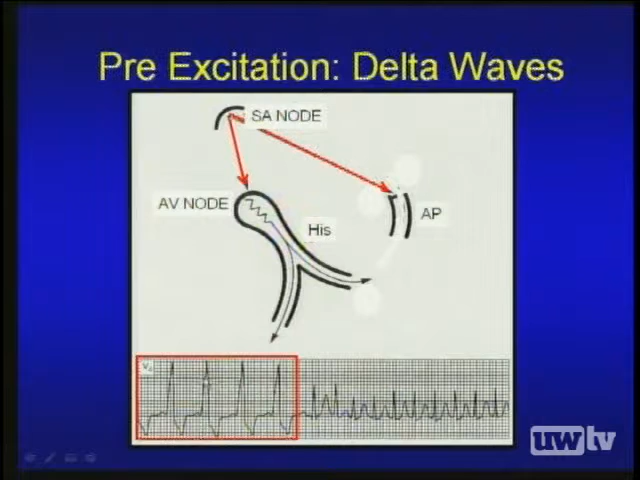 Pre Excitation: Delta Waves
SA NODE
AV NODE
AP
His
uwtv